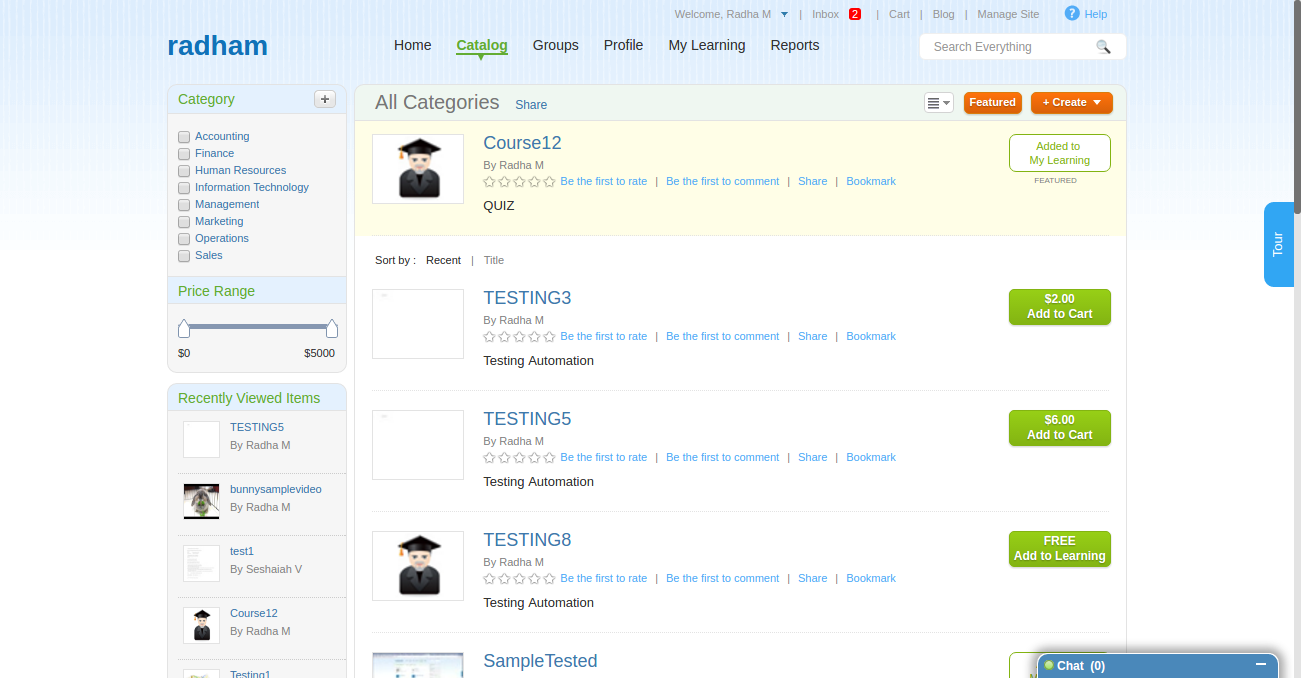 Welcome, Radha M | Inbox 2 | Cart | Blog | Manage Site ? Help
radham
Home Catalog Groups Profile My Learning Reports
Search Everything
Category +
Accounting
Finance
Human Resources
Information Technology
Management
Marketing
Operations
Sales
Price Range
$0 $5000
Recently Viewed Items
TESTING5
By Radha M
bunnysamplevideo
By Radha M
test1
By Seshaiah V
Course12
By Radha M
Testing1
All Categories Share
Featured + Create
Course12
By Radha M
Be the first to rate | Be the first to comment | Share | Bookmark
QUIZ
Added to
My Learning
FEATURED
Sort by : Recent | Title
TESTING3
By Radha M
Be the first to rate | Be the first to comment | Share | Bookmark
Testing Automation
$2.00
Add to Cart
TESTING5
By Radha M
Be the first to rate | Be the first to comment | Share | Bookmark
Testing Automation
$6.00
Add to Cart
TESTING8
By Radha M
Be the first to rate | Be the first to comment | Share | Bookmark
Testing Automation
FREE
Add to Learning
SampleTested
Tour
Chat (0)